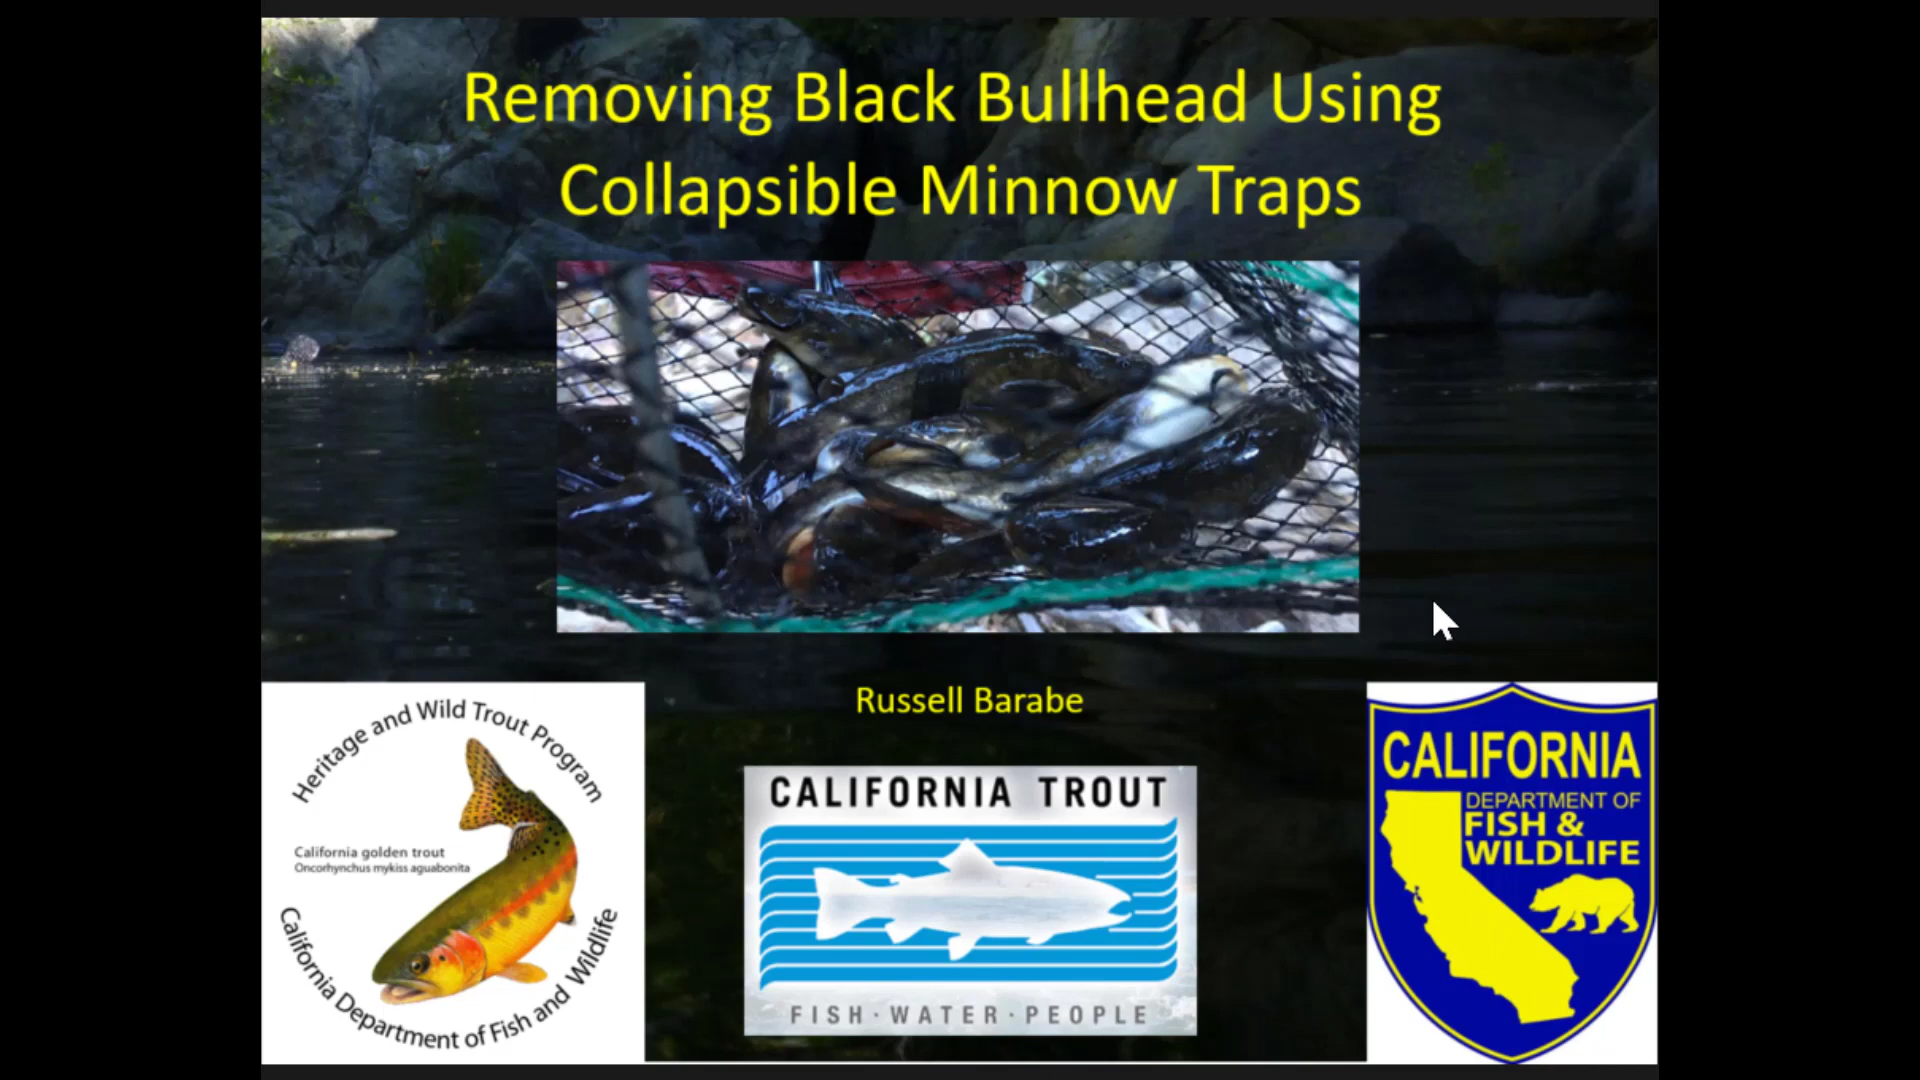 Removing Black Bullhead Using
Collapsible Minnow Traps
Russell Barabe
Heritage and Wild Trout Program
California golden trout
Oncorhynchus mykiss aguabonita
California Department of Fish and Wildlife
CALIFORNIA TROUT
FISH·WATER·PEOPLE
CALIFORNIA
DEPARTMENT OF
FISH &
WILDLIFE